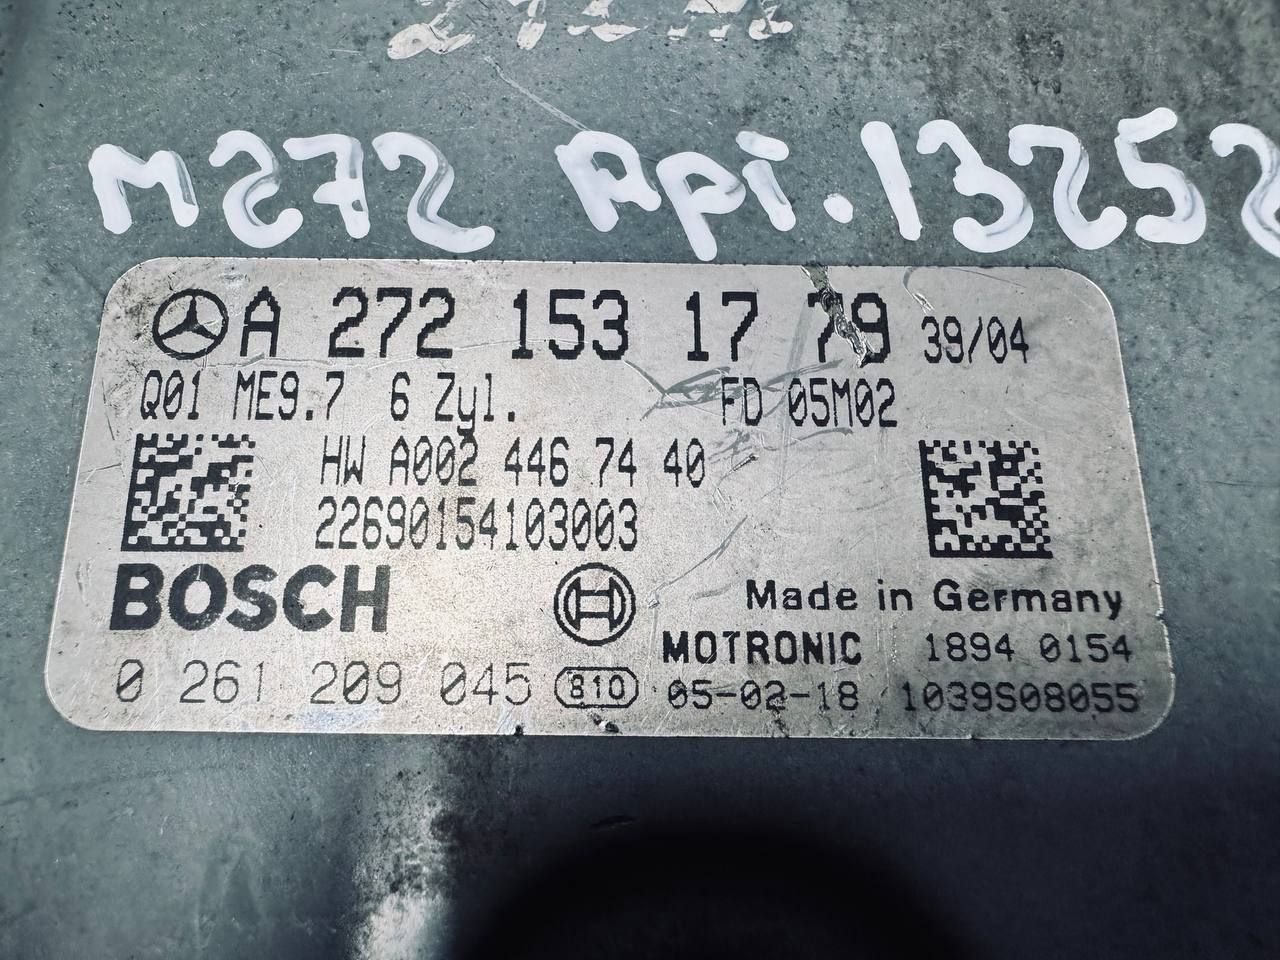 M272 Api.13252
A 272 153 17 79 39/04
Q01 ME9.7 6 Zyl. FD 05M02
HW A002 446 74 40
22690154103003
BOSCH
Made in Germany
MOTRONIC 1894 0154
0 261 209 045 810 05-02-18 1039S08055